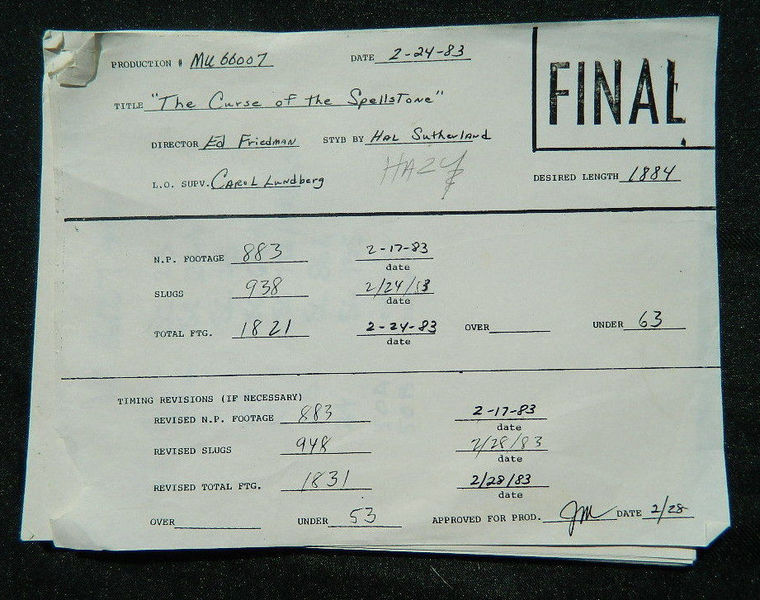 PRODUCTION # MU 66007 DATE 2-24-83
FINAL
TITLE "The Curse of the Spellstone"
DIRECTOR Ed Friedman STYB BY Hal Sutherland
L.O. SUPV. Carol Lundberg DESIRED LENGTH 1884
N.P. FOOTAGE 883 2-17-83
date
SLUGS 938 2/24/83
date
TOTAL FTG. 1821 2-24-83 OVER UNDER 63
date
TIMING REVISIONS (IF NECESSARY)
REVISED N.P. FOOTAGE 883 2-17-83
date
REVISED SLUGS 948 2/28/83
date
REVISED TOTAL FTG. 1831 2/28/83
date
OVER UNDER 53 APPROVED FOR PROD. DATE 2/28